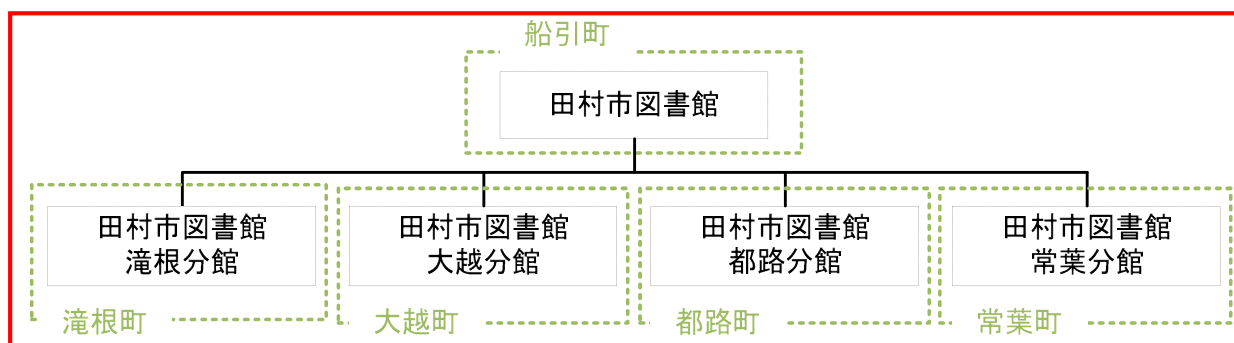 船引町
田村市図書館
田村市図書館
滝根分館
田村市図書館
大越分館
田村市図書館
都路分館
田村市図書館
常葉分館
滝根町
大越町
都路町
常葉町